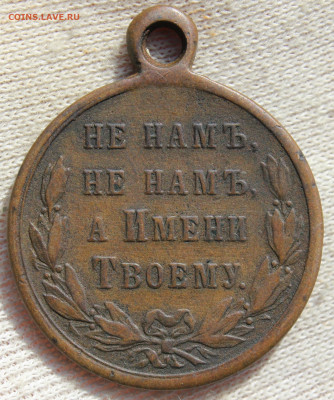 COINS.LAVE.RU
НЕ НАМЪ,
НЕ НАМЪ,
А ИМЕНИ
ТВОЕМУ.